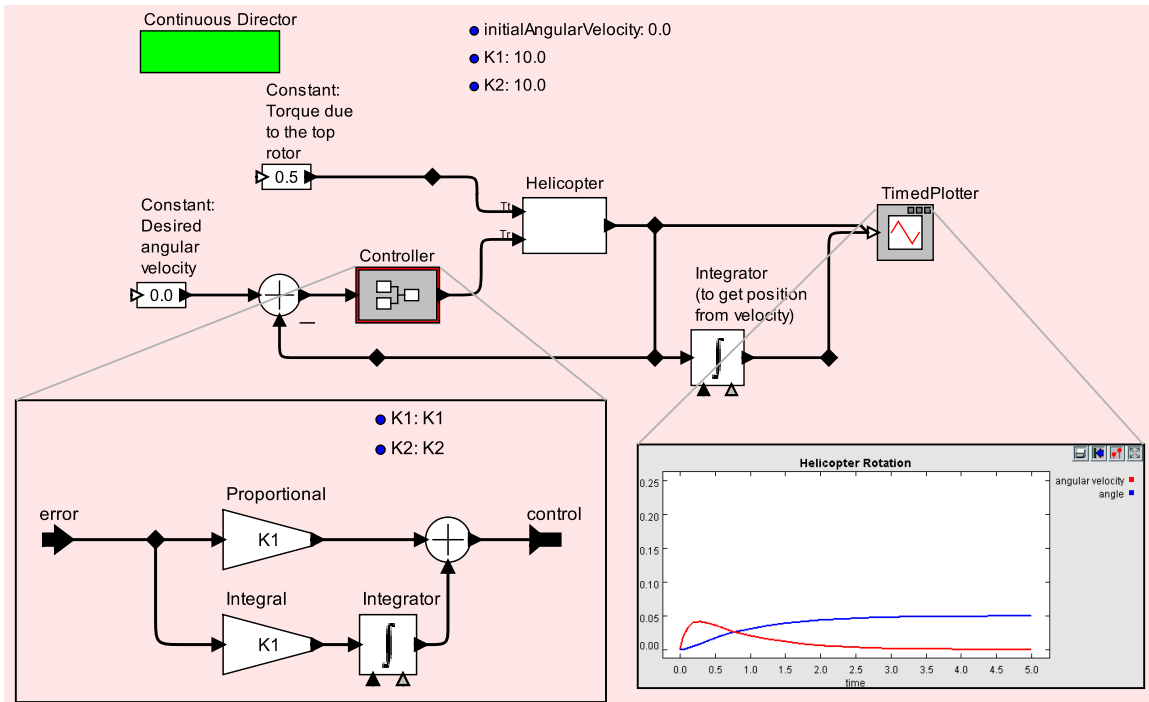 Continuous Director
initialAngularVelocity: 0.0
K1: 10.0
K2: 10.0
Constant:
Torque due
to the top
rotor
0.5
Helicopter
Tt
Tr
TimedPlotter
Constant:
Desired
angular
velocity
0.0
Controller
Integrator
(to get position
from velocity)
K1: K1
K2: K2
Proportional
error
K1
control
Integral
Integrator
K1
Helicopter Rotation
angular velocity
angle
0.25
0.20
0.15
0.10
0.05
0.00
0.0 0.5 1.0 1.5 2.0 2.5 3.0 3.5 4.0 4.5 5.0
time